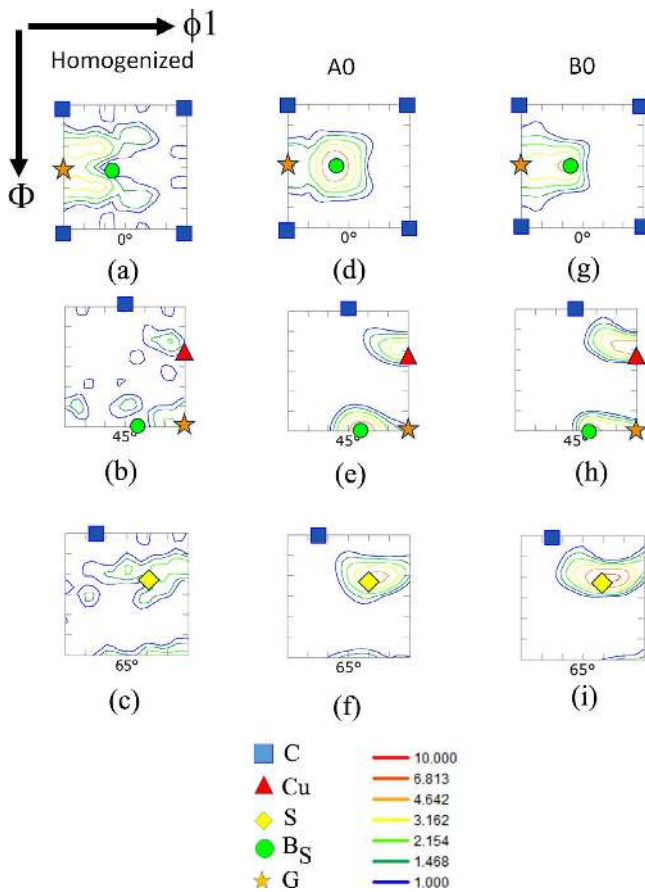 ϕ1
Homogenized A0 B0
Φ
0° 0° 0°
(a) (d) (g)
45° 45° 45°
(b) (e) (h)
65° 65° 65°
(c) (f) (i)
C 10.000
6.813
Cu 4.642
S 3.162
2.154
BS 1.468
G 1.000